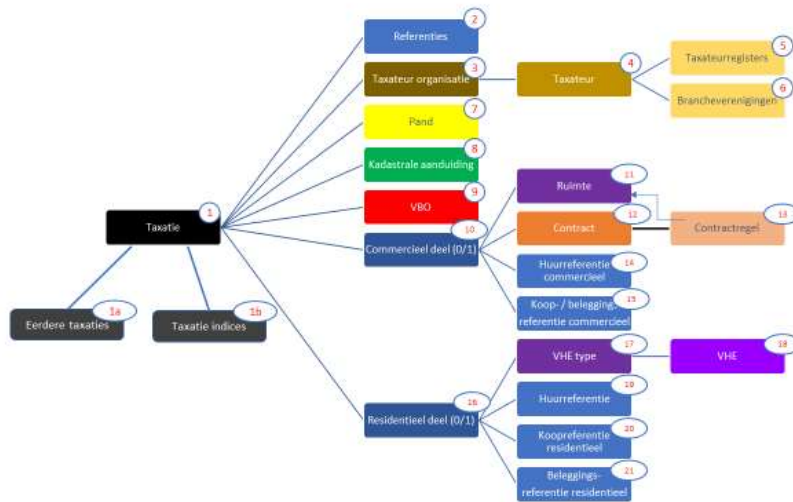 2
Referenties
3
Taxateur organisatie
4
Taxateur
5
Taxateurregisters
6
Brancheverenigingen
7
Pand
8
Kadastrale aanduiding
9
VBO
1
Taxatie
10
Commercieel deel (0/1)
11
Ruimte
12
Contract
13
Contractregel
14
Huurreferentie
commercieel
15
Koop- / belegging
referentie commercieel
1a
Eerdere taxaties
1b
Taxatie indices
16
Residentieel deel (0/1)
17
VHE type
18
VHE
19
Huurreferentie
20
Koopreferentie
residentieel
21
Beleggings-
referentie residentieel